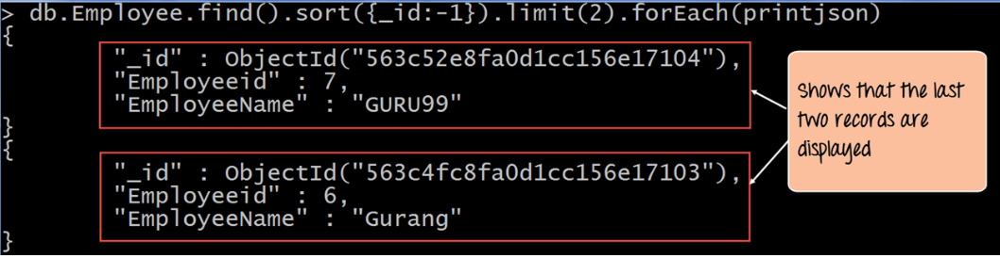 > db.Employee.find().sort({_id:-1}).limit(2).forEach(printjson)
{
"_id" : ObjectId("563c52e8fa0d1cc156e17104"),
"Employeeid" : 7,
"EmployeeName" : "GURU99"
}
{
"_id" : ObjectId("563c4fc8fa0d1cc156e17103"),
"Employeeid" : 6,
"EmployeeName" : "Gurang"
}
Shows that the last
two records are
displayed